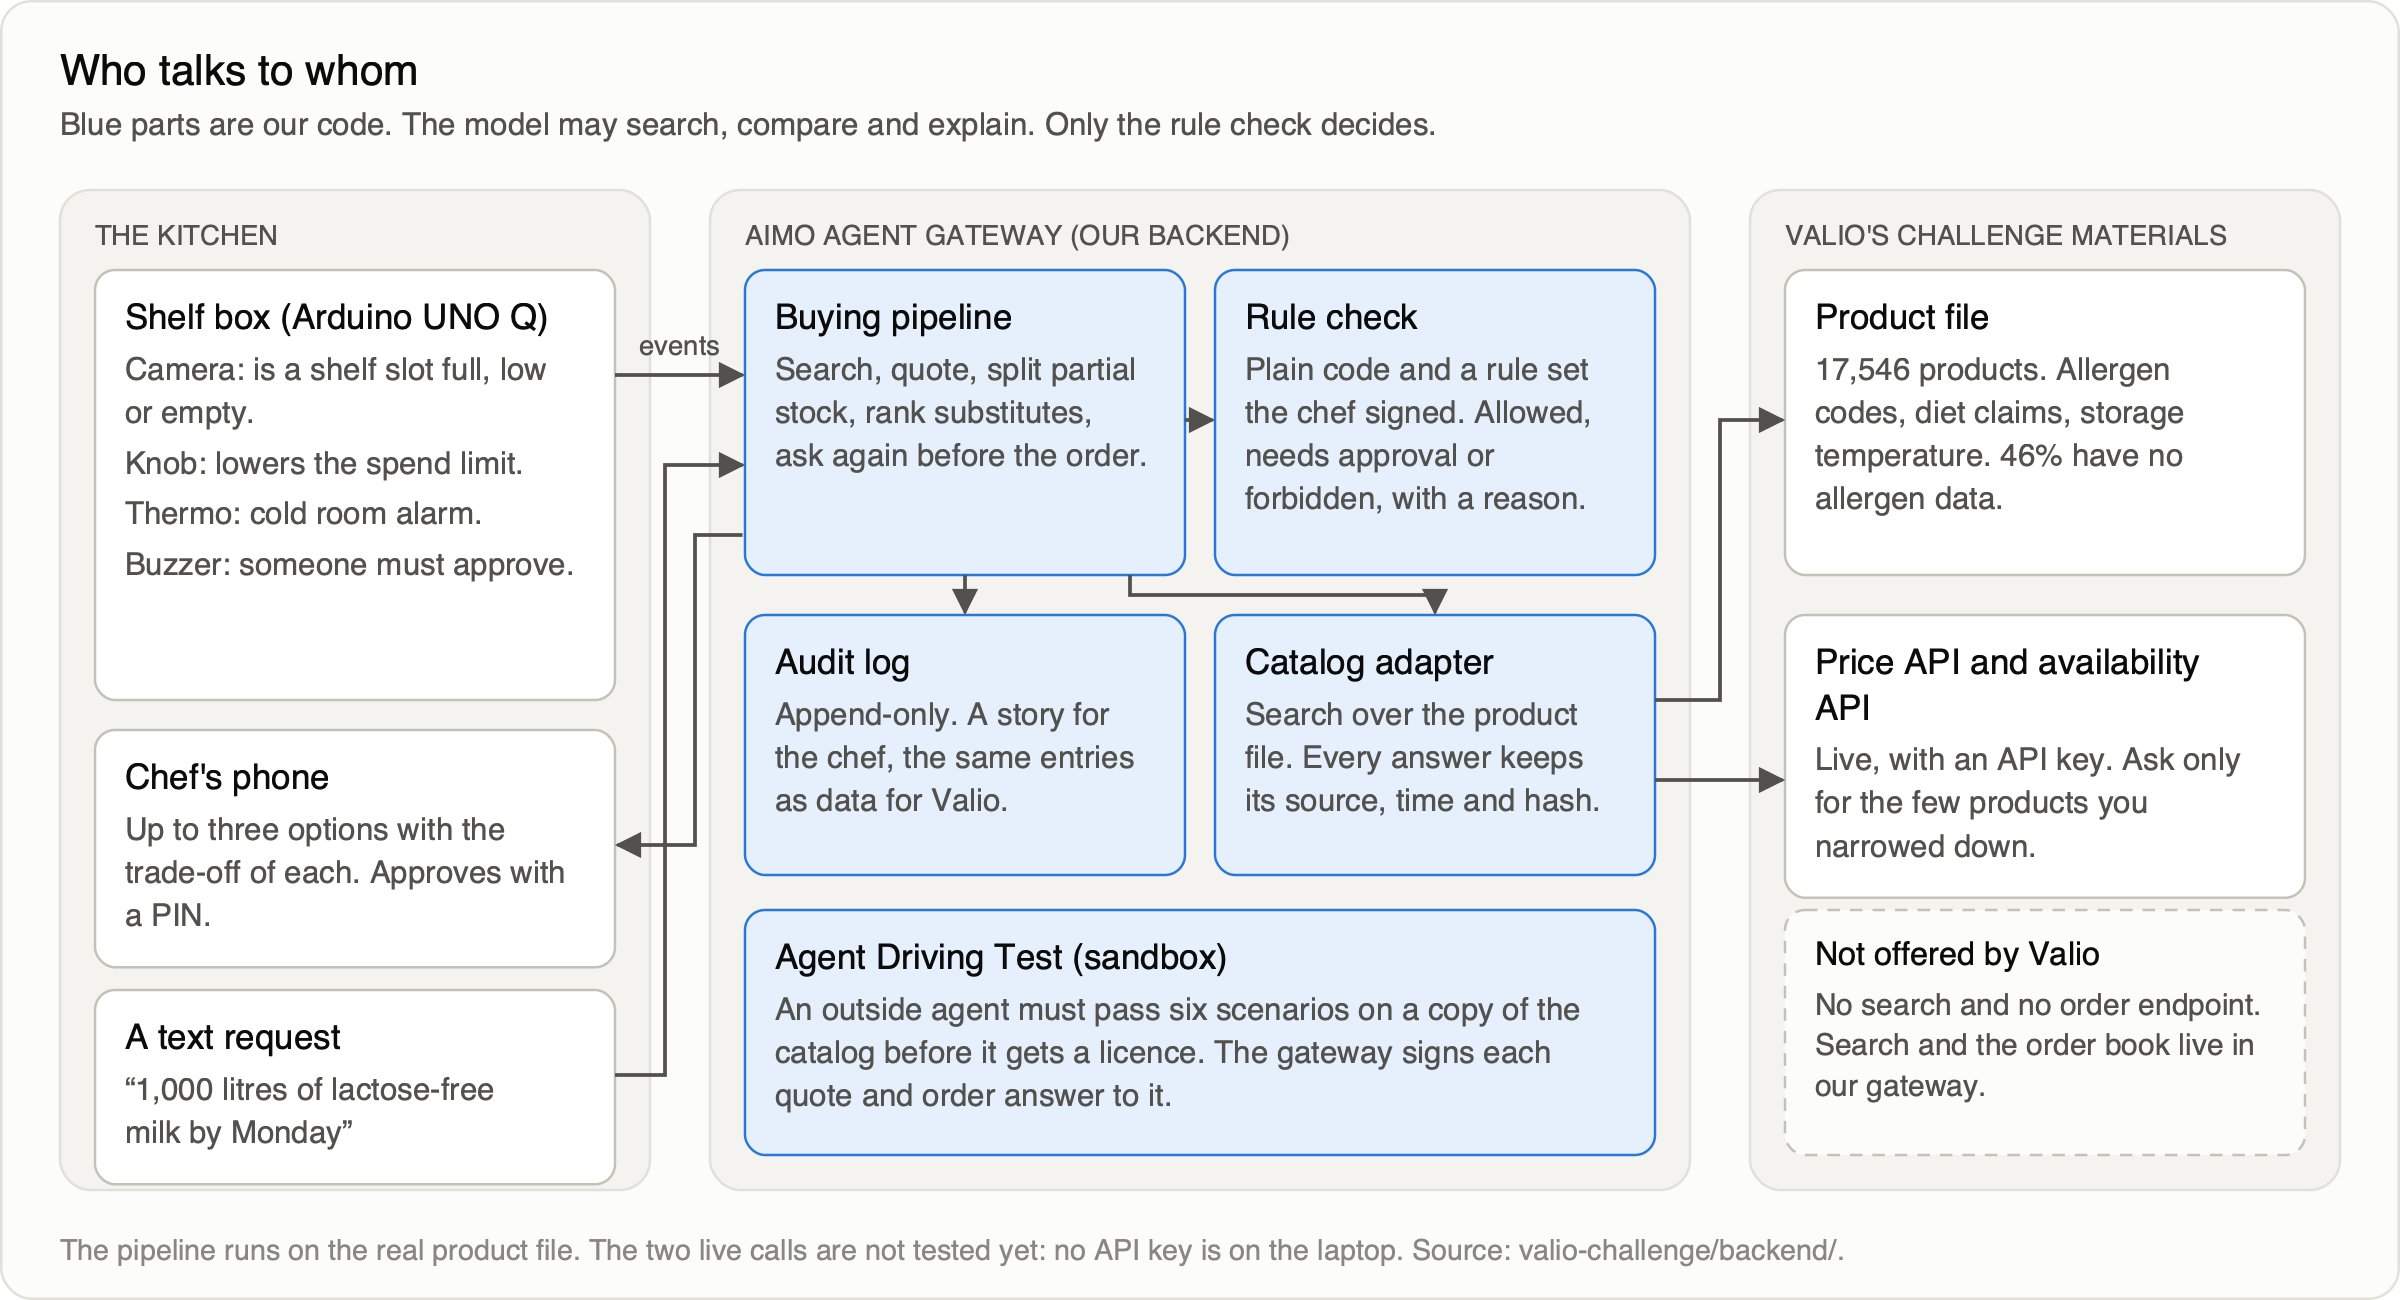 Who talks to whom
Blue parts are our code. The model may search, compare and explain. Only the rule check decides.
THE KITCHEN
Shelf box (Arduino UNO Q)
Camera: is a shelf slot full, low
or empty.
Knob: lowers the spend limit.
Thermo: cold room alarm.
Buzzer: someone must approve.
Chef's phone
Up to three options with the
trade-off of each. Approves with
a PIN.
A text request
“1,000 litres of lactose-free
milk by Monday”
events
AIMO AGENT GATEWAY (OUR BACKEND)
Buying pipeline
Search, quote, split partial
stock, rank substitutes,
ask again before the order.
Rule check
Plain code and a rule set
the chef signed. Allowed,
needs approval or
forbidden, with a reason.
Audit log
Append-only. A story for
the chef, the same entries
as data for Valio.
Catalog adapter
Search over the product
file. Every answer keeps
its source, time and hash.
Agent Driving Test (sandbox)
An outside agent must pass six scenarios on a copy of the
catalog before it gets a licence. The gateway signs each
quote and order answer to it.
VALIO'S CHALLENGE MATERIALS
Product file
17,546 products. Allergen
codes, diet claims, storage
temperature. 46% have no
allergen data.
Price API and availability
API
Live, with an API key. Ask only
for the few products you
narrowed down.
Not offered by Valio
No search and no order endpoint.
Search and the order book live in
our gateway.
The pipeline runs on the real product file. The two live calls are not tested yet: no API key is on the laptop. Source: valio-challenge/backend/.